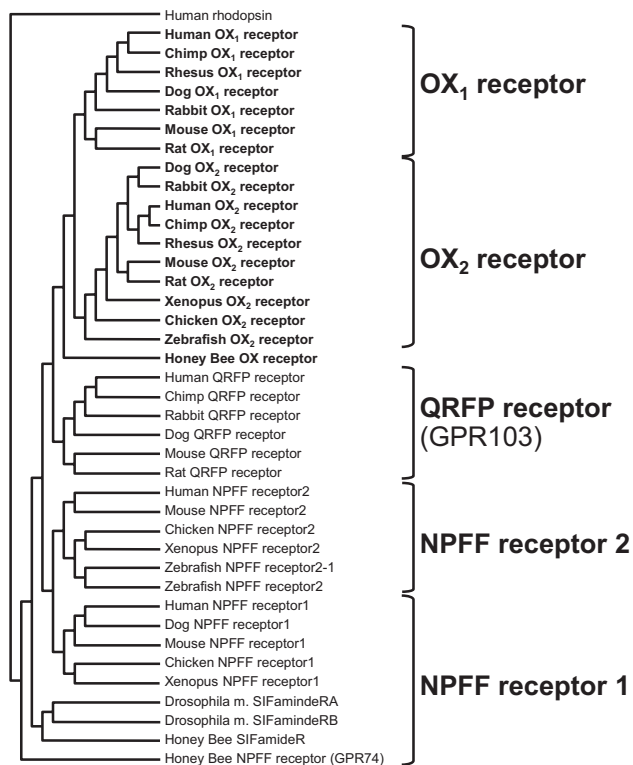 Human rhodopsin
Human OX₁ receptor
Chimp OX₁ receptor
Rhesus OX₁ receptor
Dog OX₁ receptor
Rabbit OX₁ receptor
Mouse OX₁ receptor
Rat OX₁ receptor
Dog OX₂ receptor
Rabbit OX₂ receptor
Human OX₂ receptor
Chimp OX₂ receptor
Rhesus OX₂ receptor
Mouse OX₂ receptor
Rat OX₂ receptor
Xenopus OX₂ receptor
Chicken OX₂ receptor
Zebrafish OX₂ receptor
Honey Bee OX receptor
Human QRFP receptor
Chimp QRFP receptor
Rabbit QRFP receptor
Dog QRFP receptor
Mouse QRFP receptor
Rat QRFP receptor
Human NPFF receptor2
Mouse NPFF receptor2
Chicken NPFF receptor2
Xenopus NPFF receptor2
Zebrafish NPFF receptor2-1
Zebrafish NPFF receptor2
Human NPFF receptor1
Dog NPFF receptor1
Mouse NPFF receptor1
Chicken NPFF receptor1
Xenopus NPFF receptor1
Drosophila m. SIFamindeRA
Drosophila m. SIFamindeRB
Honey Bee SIFamideR
Honey Bee NPFF receptor (GPR74)
OX₁ receptor
OX₂ receptor
QRFP receptor
(GPR103)
NPFF receptor 2
NPFF receptor 1